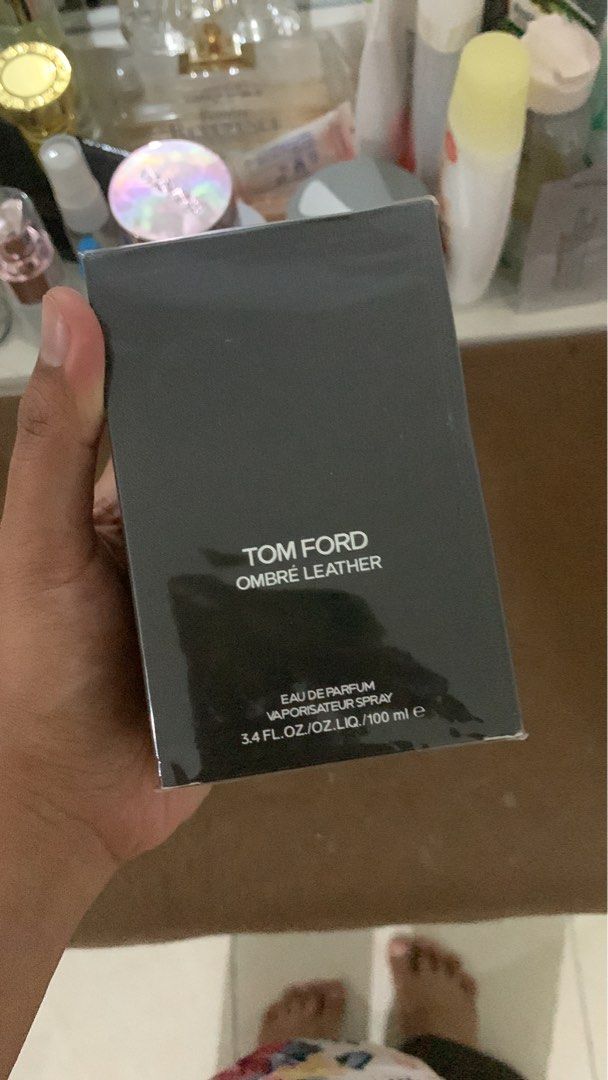 TOM FORD
OMBRÉ LEATHER
EAU DE PARFUM
VAPORISATEUR SPRAY
3.4 FL.OZ./OZ.LIQ./100 ml ℮